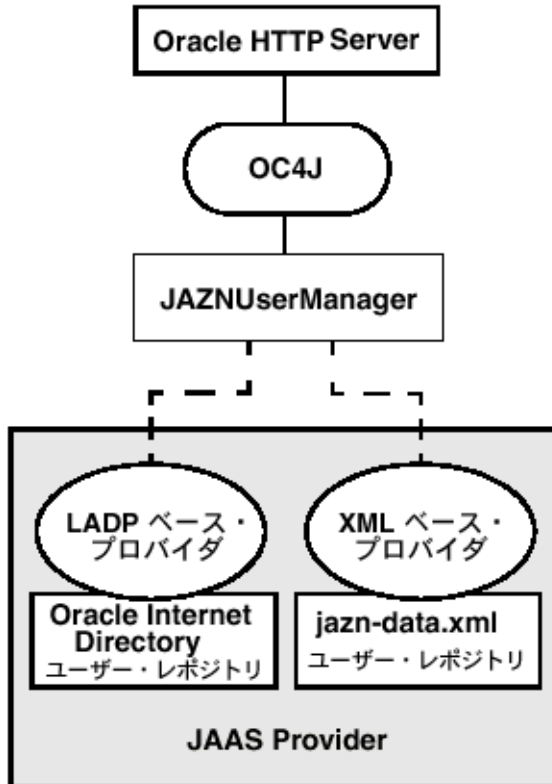 Oracle HTTP Server
OC4J
JAZNUserManager
LADP ベース・
プロバイダ
XML ベース・
プロバイダ
Oracle Internet
Directory
ユーザー・レポジトリ
jazn-data.xml
ユーザー・レポジトリ
JAAS Provider